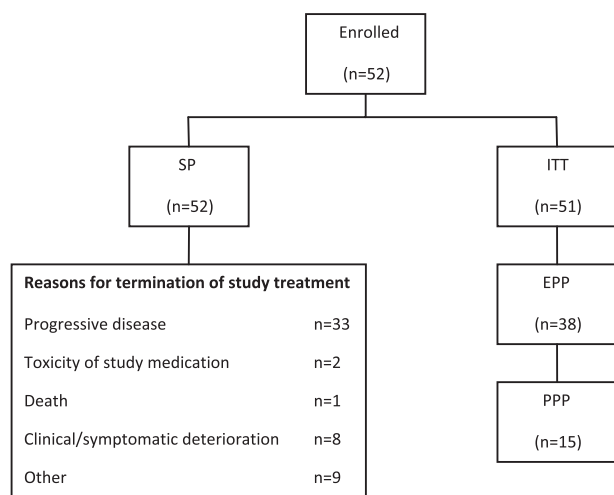 Enrolled
(n=52)
SP
(n=52)
ITT
(n=51)
Reasons for termination of study treatment
Progressive disease n=33
Toxicity of study medication n=2
Death n=1
Clinical/symptomatic deterioration n=8
Other n=9
EPP
(n=38)
PPP
(n=15)